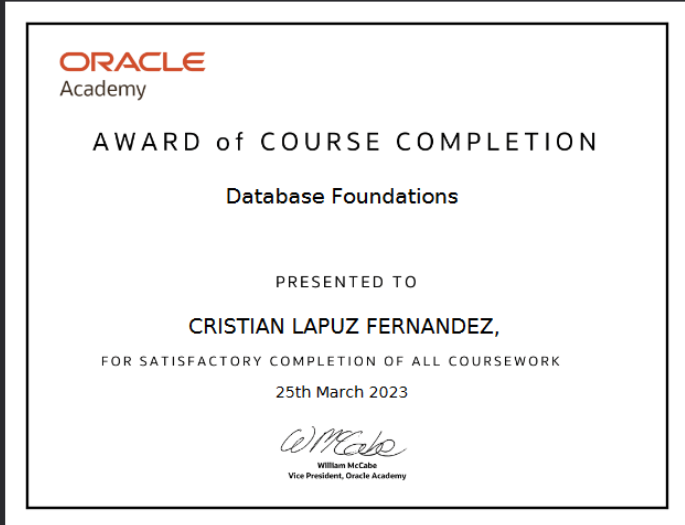 ORACLE
Academy
AWARD of COURSE COMPLETION
Database Foundations
PRESENTED TO
CRISTIAN LAPUZ FERNANDEZ,
FOR SATISFACTORY COMPLETION OF ALL COURSEWORK
25th March 2023
W McCabe
William McCabe
Vice President, Oracle Academy